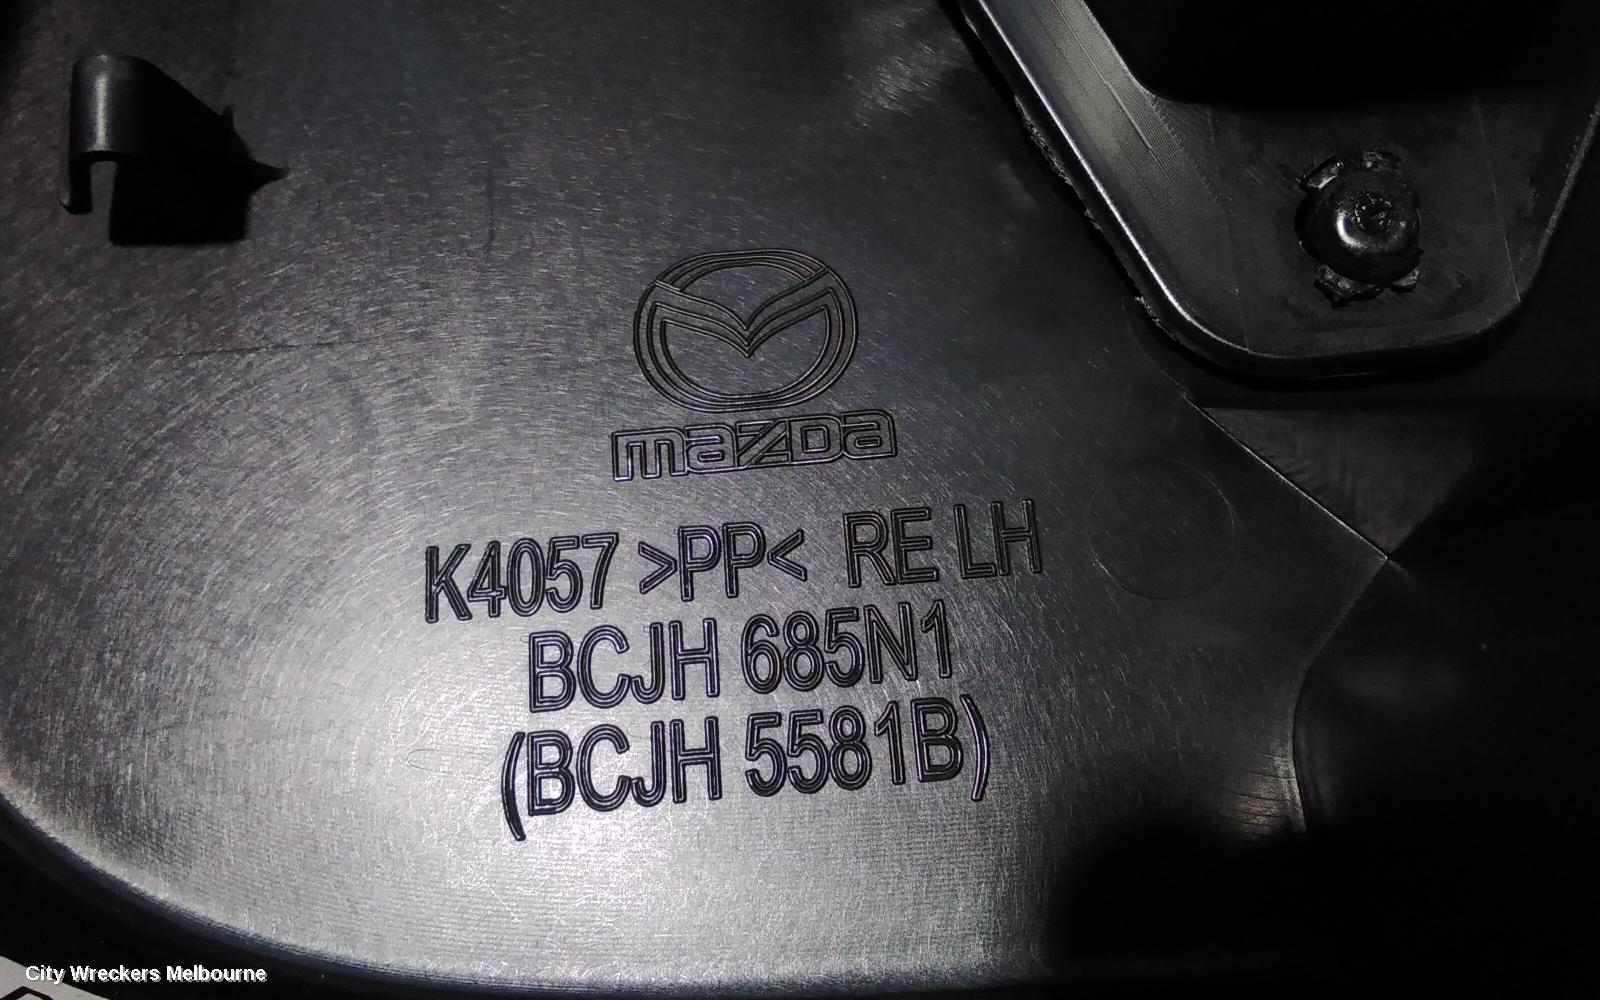 mazda
K4057 >PP< RE LH
BCJH 685N1
(BCJH 5581B)
City Wreckers Melbourne